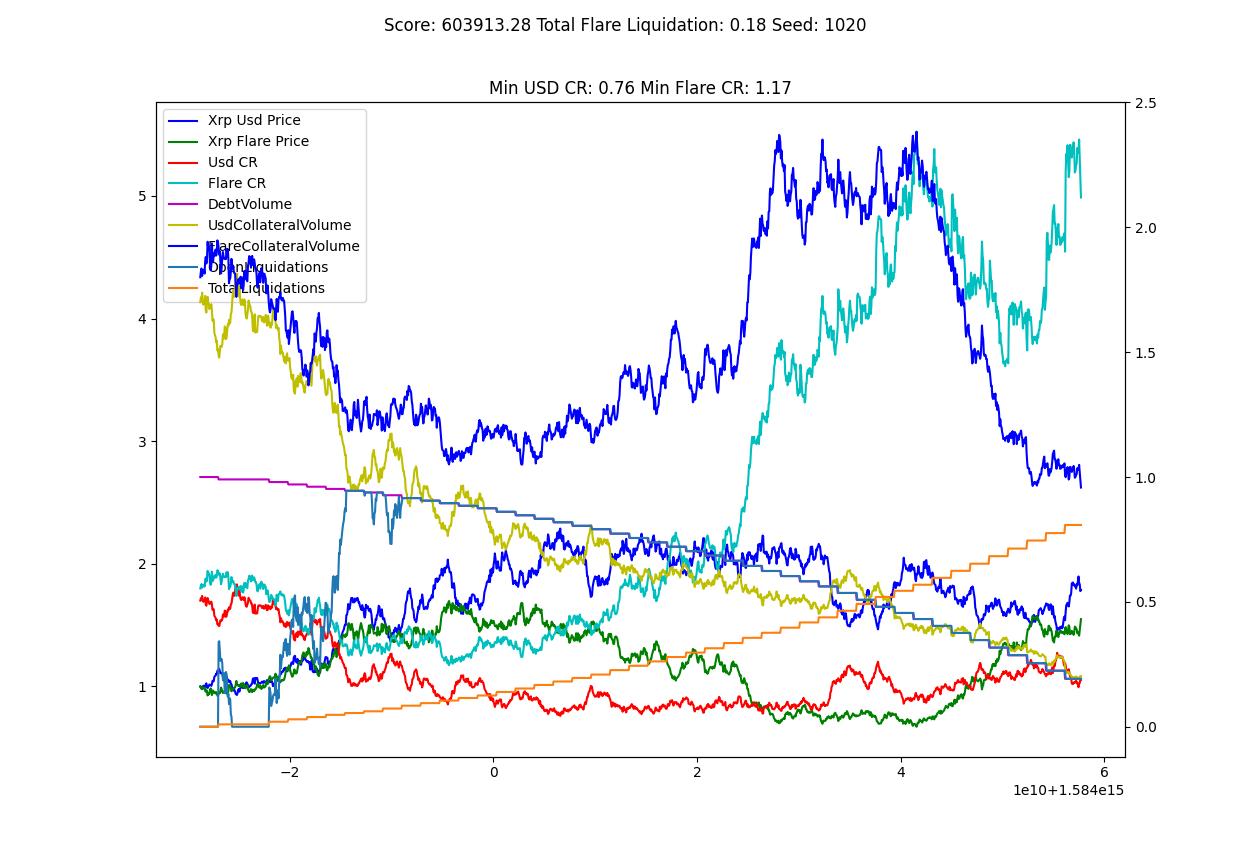 Score: 603913.28 Total Flare Liquidation: 0.18 Seed: 1020
Min USD CR: 0.76 Min Flare CR: 1.17
Xrp Usd Price
Xrp Flare Price
Usd CR
Flare CR
DebtVolume
UsdCollateralVolume
FlareCollateralVolume
OpenLiquidations
TotalLiquidations
5
4
3
2
1
2.5
2.0
1.5
1.0
0.5
0.0
−2
0
2
4
6
1e10+1.584e15